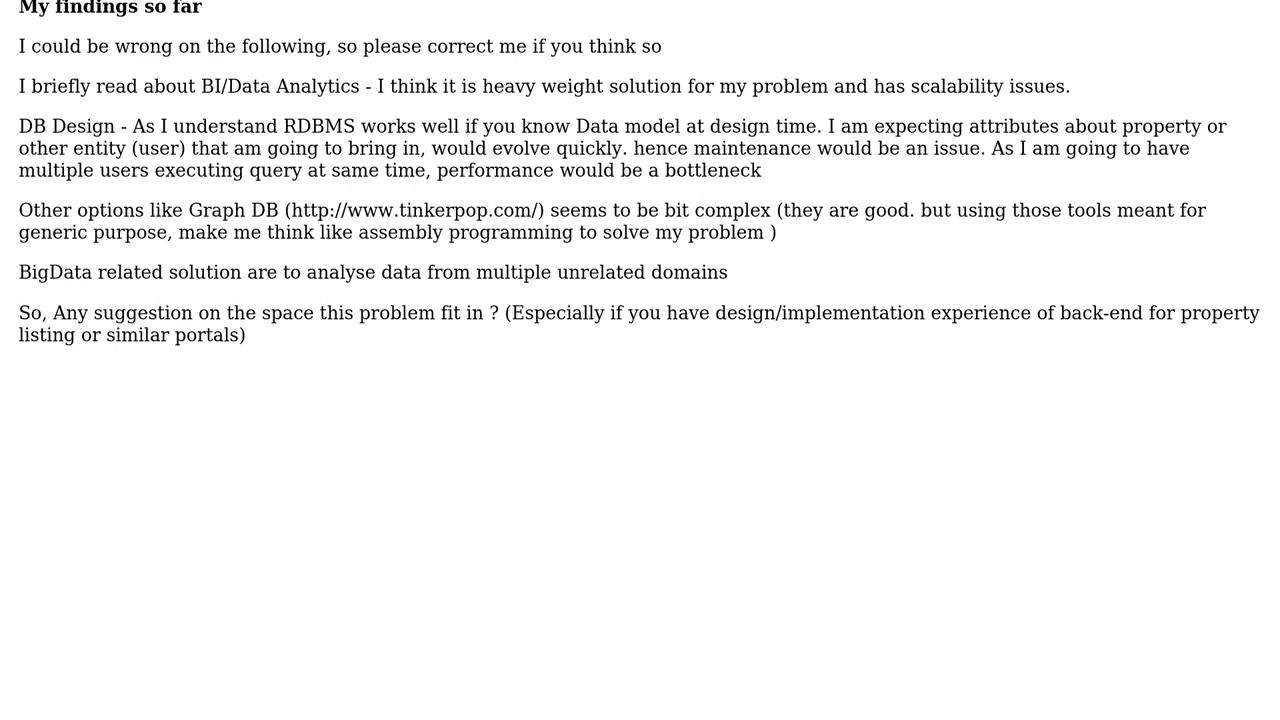 My findings so far
I could be wrong on the following, so please correct me if you think so
I briefly read about BI/Data Analytics - I think it is heavy weight solution for my problem and has scalability issues.
DB Design - As I understand RDBMS works well if you know Data model at design time. I am expecting attributes about property or
other entity (user) that am going to bring in, would evolve quickly. hence maintenance would be an issue. As I am going to have
multiple users executing query at same time, performance would be a bottleneck
Other options like Graph DB (http://www.tinkerpop.com/) seems to be bit complex (they are good. but using those tools meant for
generic purpose, make me think like assembly programming to solve my problem )
BigData related solution are to analyse data from multiple unrelated domains
So, Any suggestion on the space this problem fit in ? (Especially if you have design/implementation experience of back-end for property
listing or similar portals)